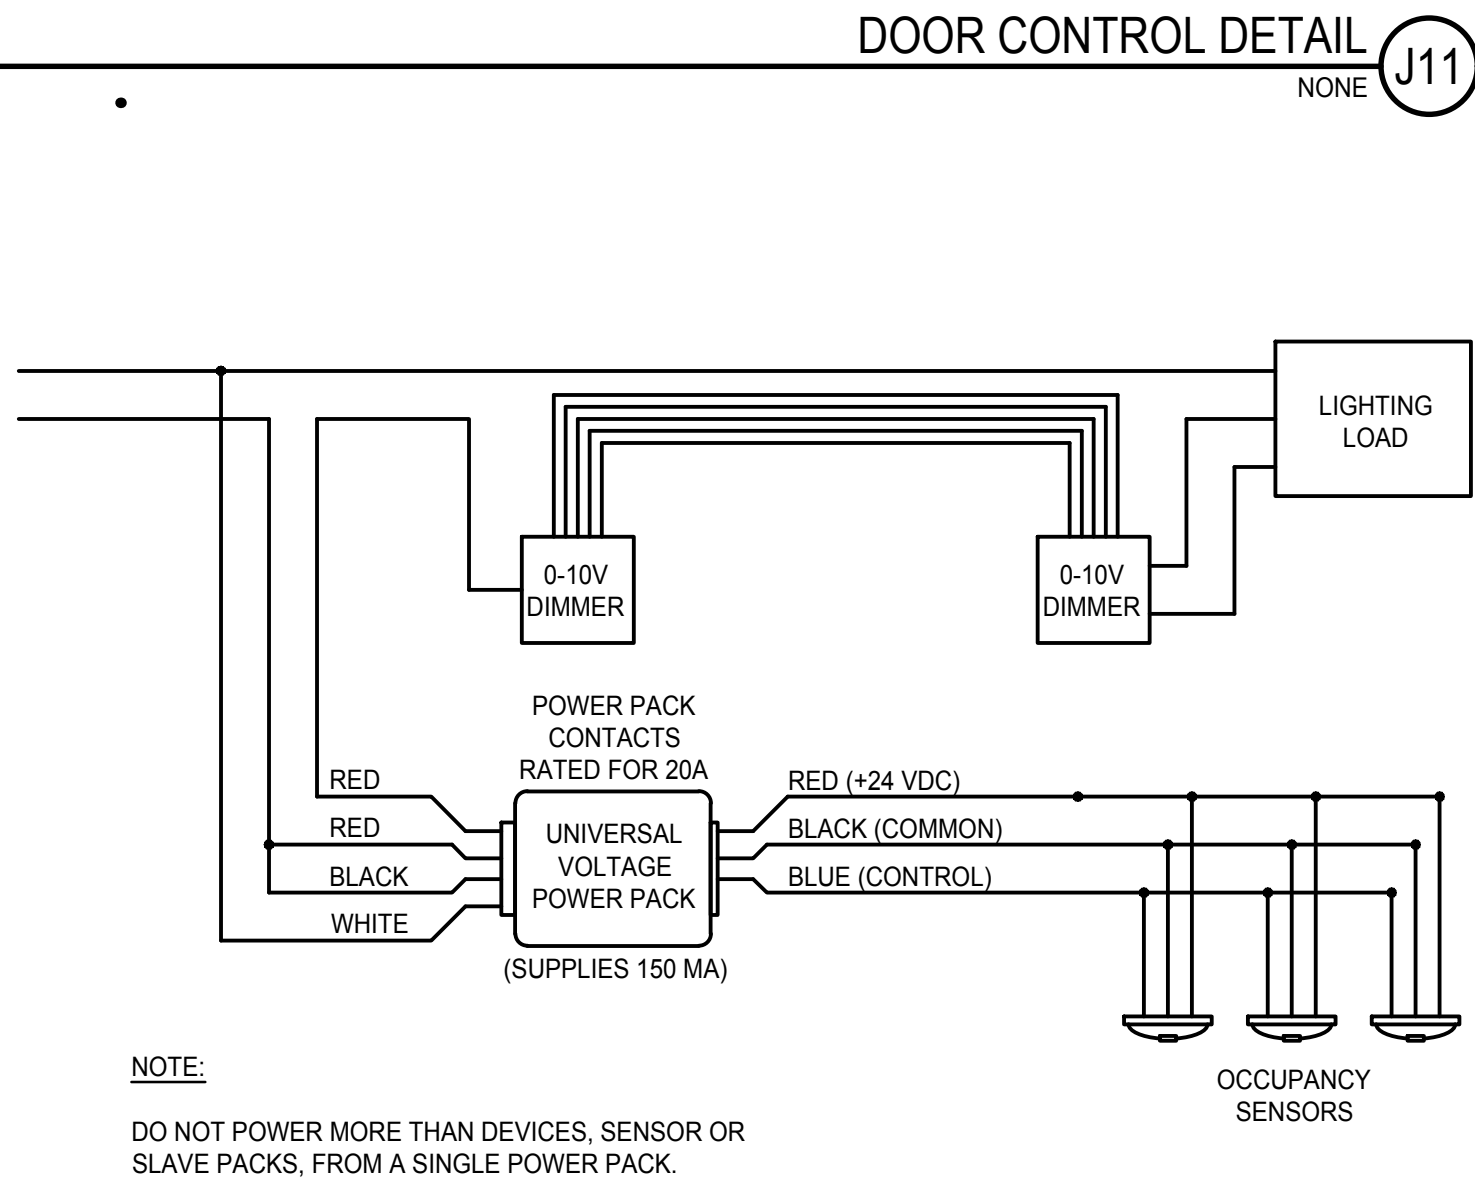 DOOR CONTROL DETAIL
J11
NONE
LIGHTING
LOAD
0-10V
DIMMER
0-10V
DIMMER
POWER PACK
CONTACTS
RATED FOR 20A
RED
RED
BLACK
WHITE
UNIVERSAL
VOLTAGE
POWER PACK
RED (+24 VDC)
BLACK (COMMON)
BLUE (CONTROL)
(SUPPLIES 150 MA)
OCCUPANCY
SENSORS
NOTE:
DO NOT POWER MORE THAN DEVICES, SENSOR OR
SLAVE PACKS, FROM A SINGLE POWER PACK.